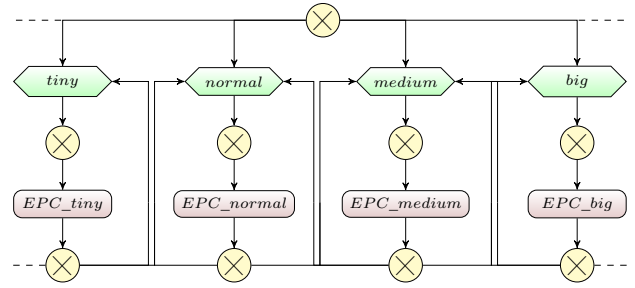 tiny
normal
medium
big
EPC_tiny
EPC_normal
EPC_medium
EPC_big